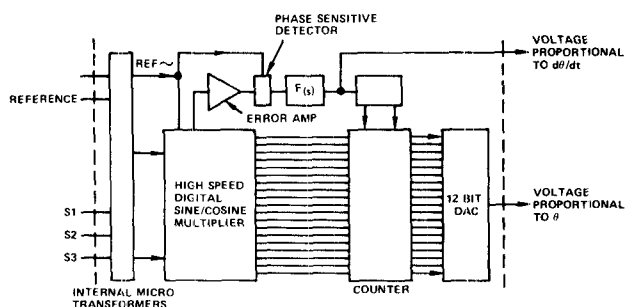 PHASE SENSITIVE
DETECTOR
VOLTAGE
PROPORTIONAL
TO dθ/dt
REF ~
F(s)
REFERENCE
ERROR AMP
HIGH SPEED
DIGITAL
SINE/COSINE
MULTIPLIER
12 BIT
DAC
VOLTAGE
PROPORTIONAL
TO θ
S1
S2
S3
INTERNAL MICRO
TRANSFORMERS
COUNTER